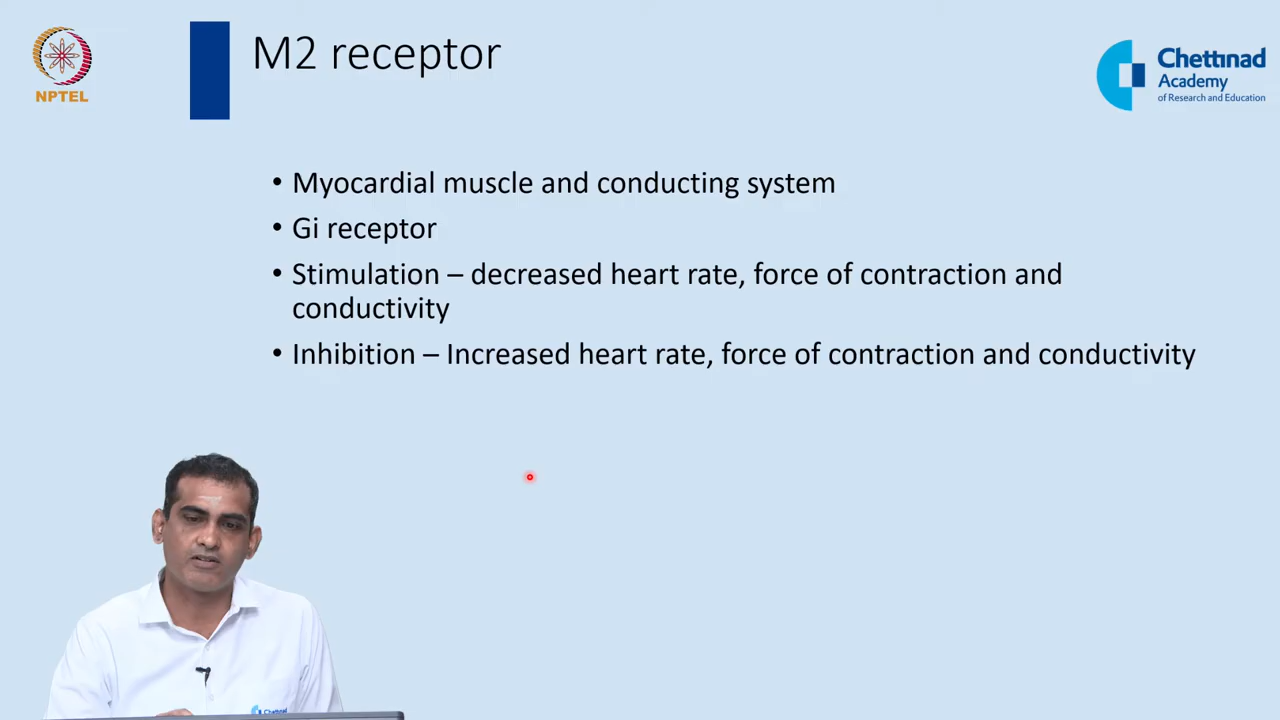 NPTEL
M2 receptor
Chettinad
Academy
of Research and Education
• Myocardial muscle and conducting system
• Gi receptor
• Stimulation – decreased heart rate, force of contraction and
conductivity
• Inhibition – Increased heart rate, force of contraction and conductivity
Chettinad